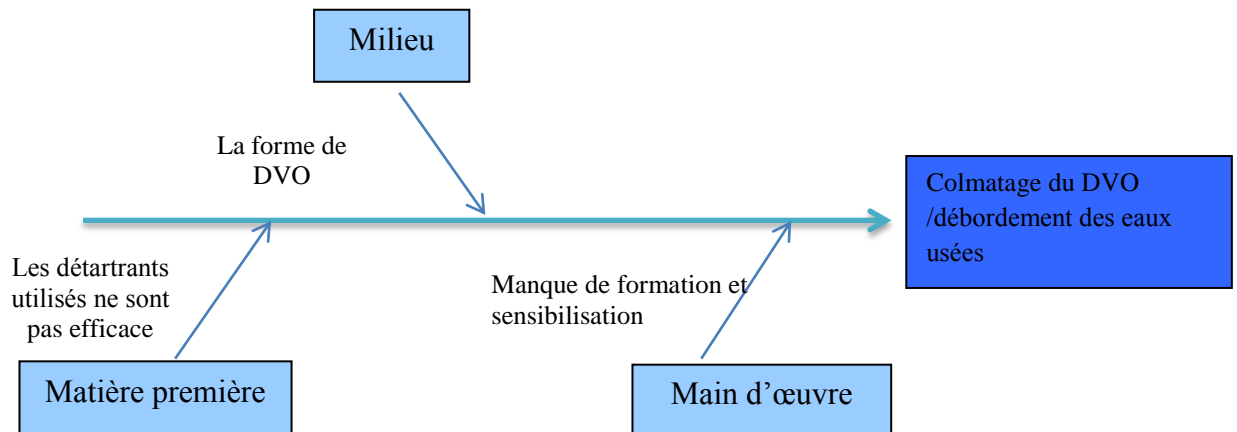 Milieu
La forme de
DVO
Colmatage du DVO
/débordement des eaux
usées
Les détartrants
utilisés ne sont
pas efficace
Manque de formation et
sensibilisation
Matière première
Main d'œuvre